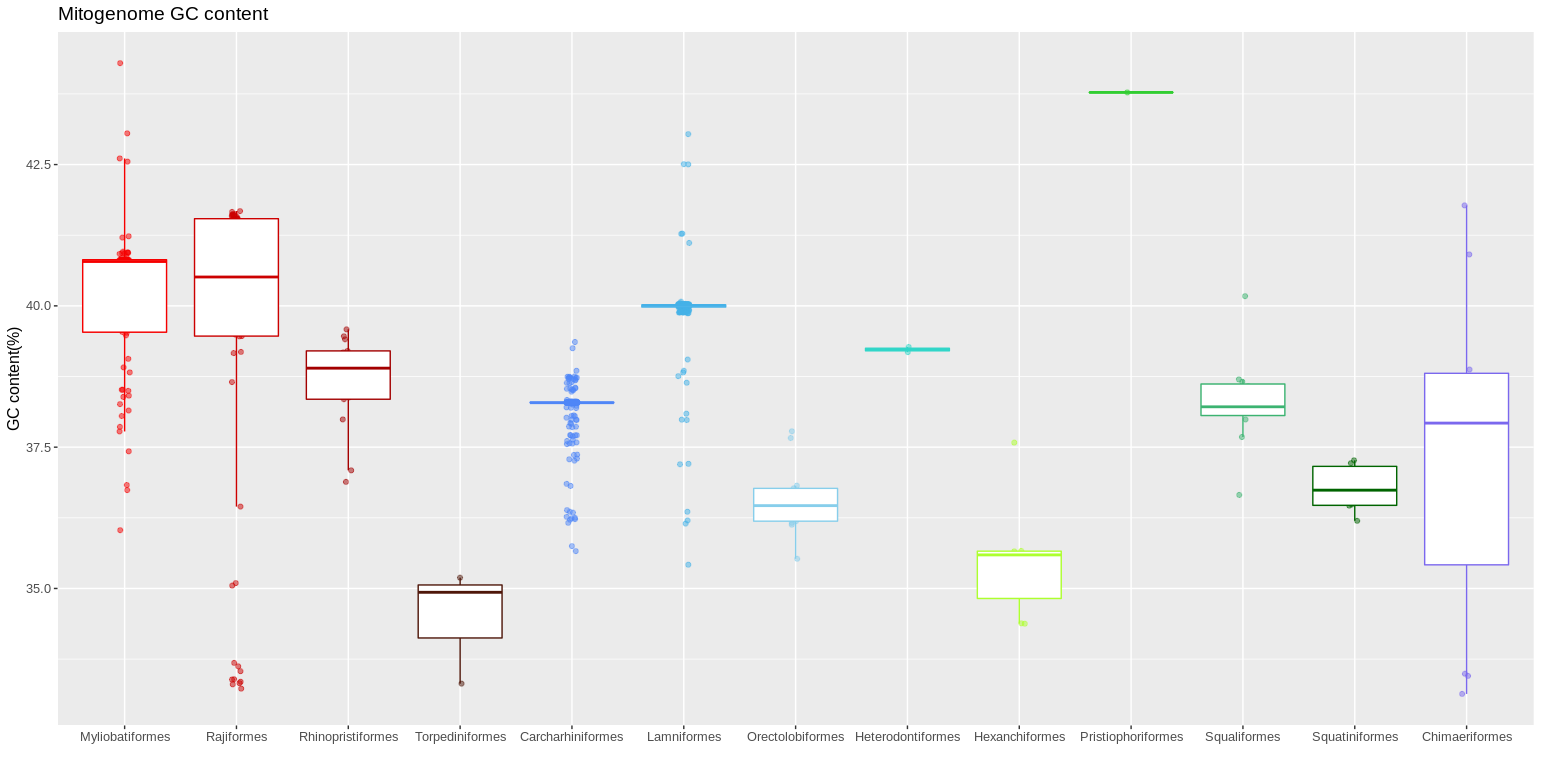 Mitogenome GC content
GC content(%)
42.5
40.0
37.5
35.0
Myliobatiformes Rajiformes Rhinopristiformes Torpediniformes Carcharhiniformes Lamniformes Orectolobiformes Heterodontiformes Hexanchiformes Pristiophoriformes Squaliformes Squatiniformes Chimaeriformes